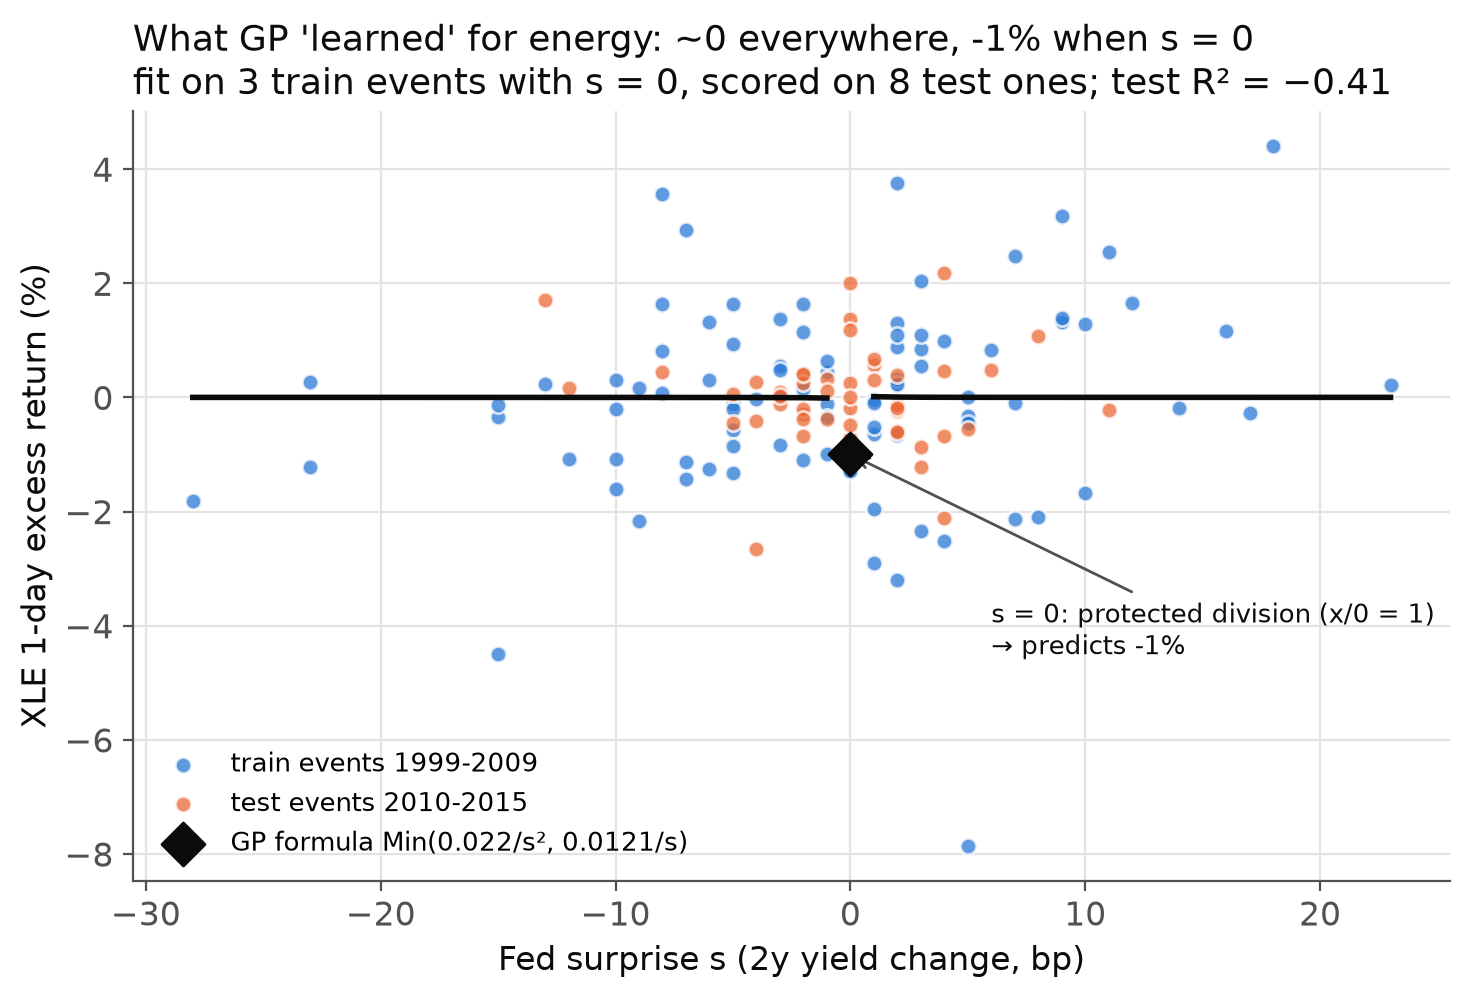 What GP 'learned' for energy: ~0 everywhere, -1% when s = 0
fit on 3 train events with s = 0, scored on 8 test ones; test R² = −0.41
XLE 1-day excess return (%)
4
2
0
−2
−4
−6
−8
s = 0: protected division (x/0 = 1)
→ predicts -1%
train events 1999-2009
test events 2010-2015
GP formula Min(0.022/s², 0.0121/s)
−30
−20
−10
0
10
20
Fed surprise s (2y yield change, bp)